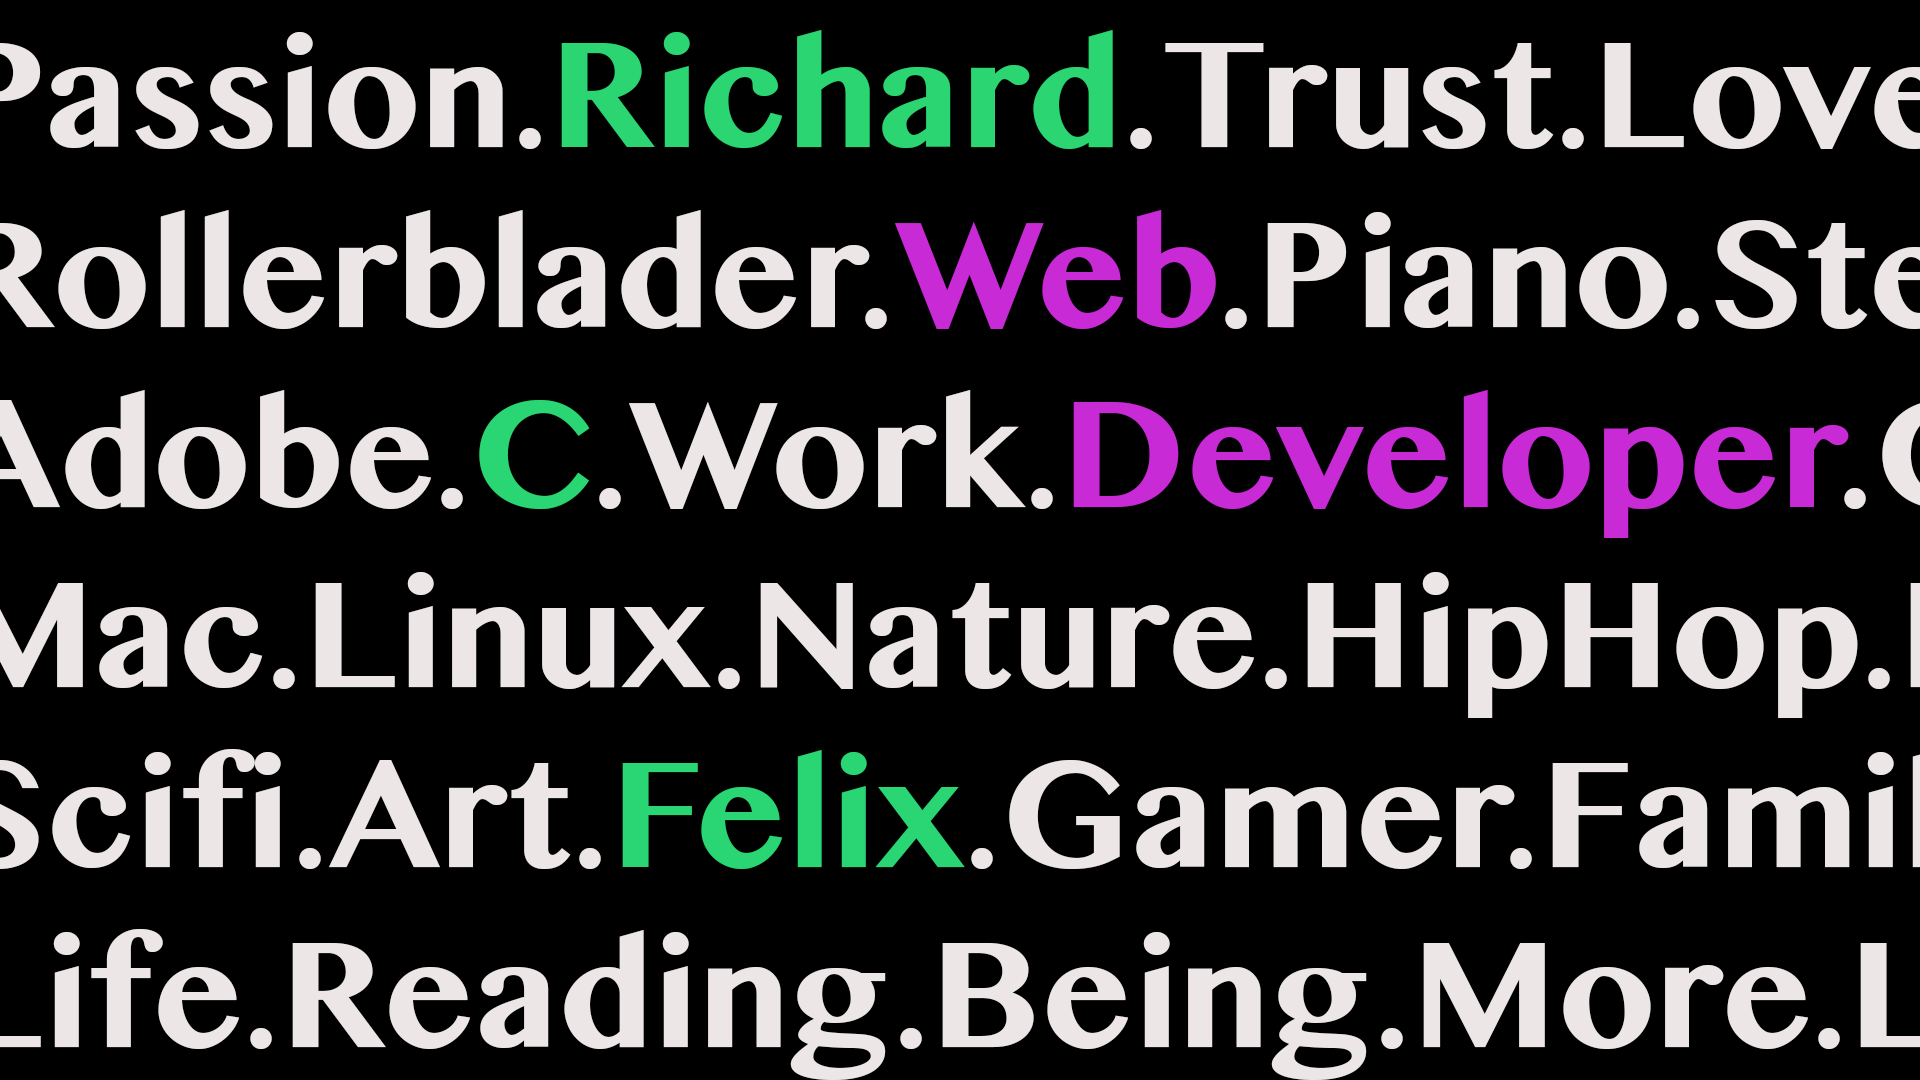 Passion.Richard.Trust.Love
Rollerblader.Web.Piano.Ste
Adobe.C.Work.Developer.
Mac.Linux.Nature.HipHop.
Scifi.Art.Felix.Gamer.Famil
Life.Reading.Being.More.L